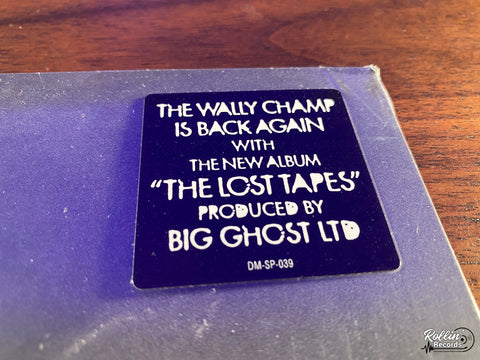 THE WALLY CHAMP
IS BACK AGAIN
WITH
THE NEW ALBUM
“THE LOST TAPES”
PRODUCED BY
BIG GHOST LTD
DM-SP-039
Rollin
Records